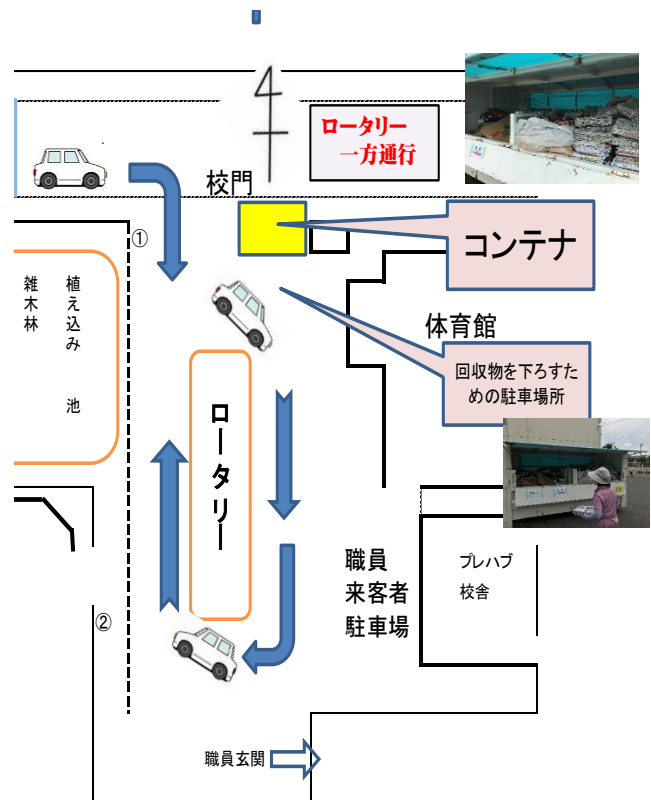 ロータリー
一方通行
校門
コンテナ
①
雑木林
植え込み 池
体育館
回収物を下ろすた
めの駐車場所
ロータリー
職員
来客者
駐車場
プレハブ
校舎
②
職員玄関